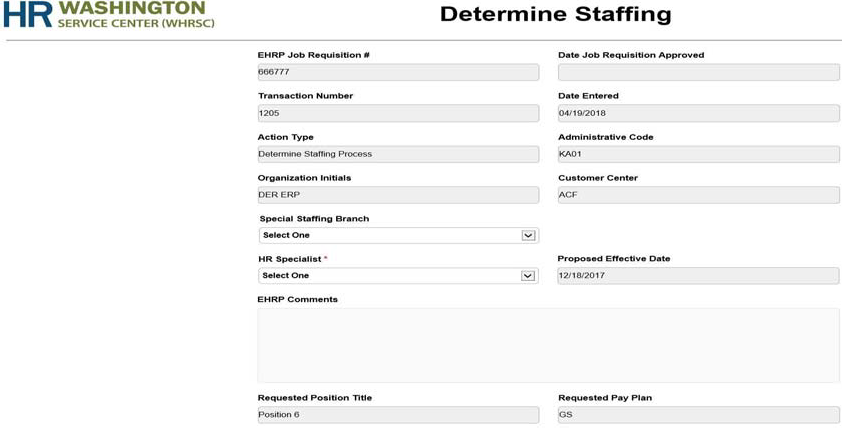 HR WASHINGTON
SERVICE CENTER (WHRSC)
Determine Staffing
EHRP Job Requisition #
Date Job Requisition Approved
666777
Transaction Number
Date Entered
1205
04/19/2018
Action Type
Administrative Code
Determine Staffing Process
KA01
Organization Initials
Customer Center
DER ERP
ACF
Special Staffing Branch
Select One
HR Specialist *
Proposed Effective Date
Select One
12/18/2017
EHRP Comments
Requested Position Title
Requested Pay Plan
Position 6
GS